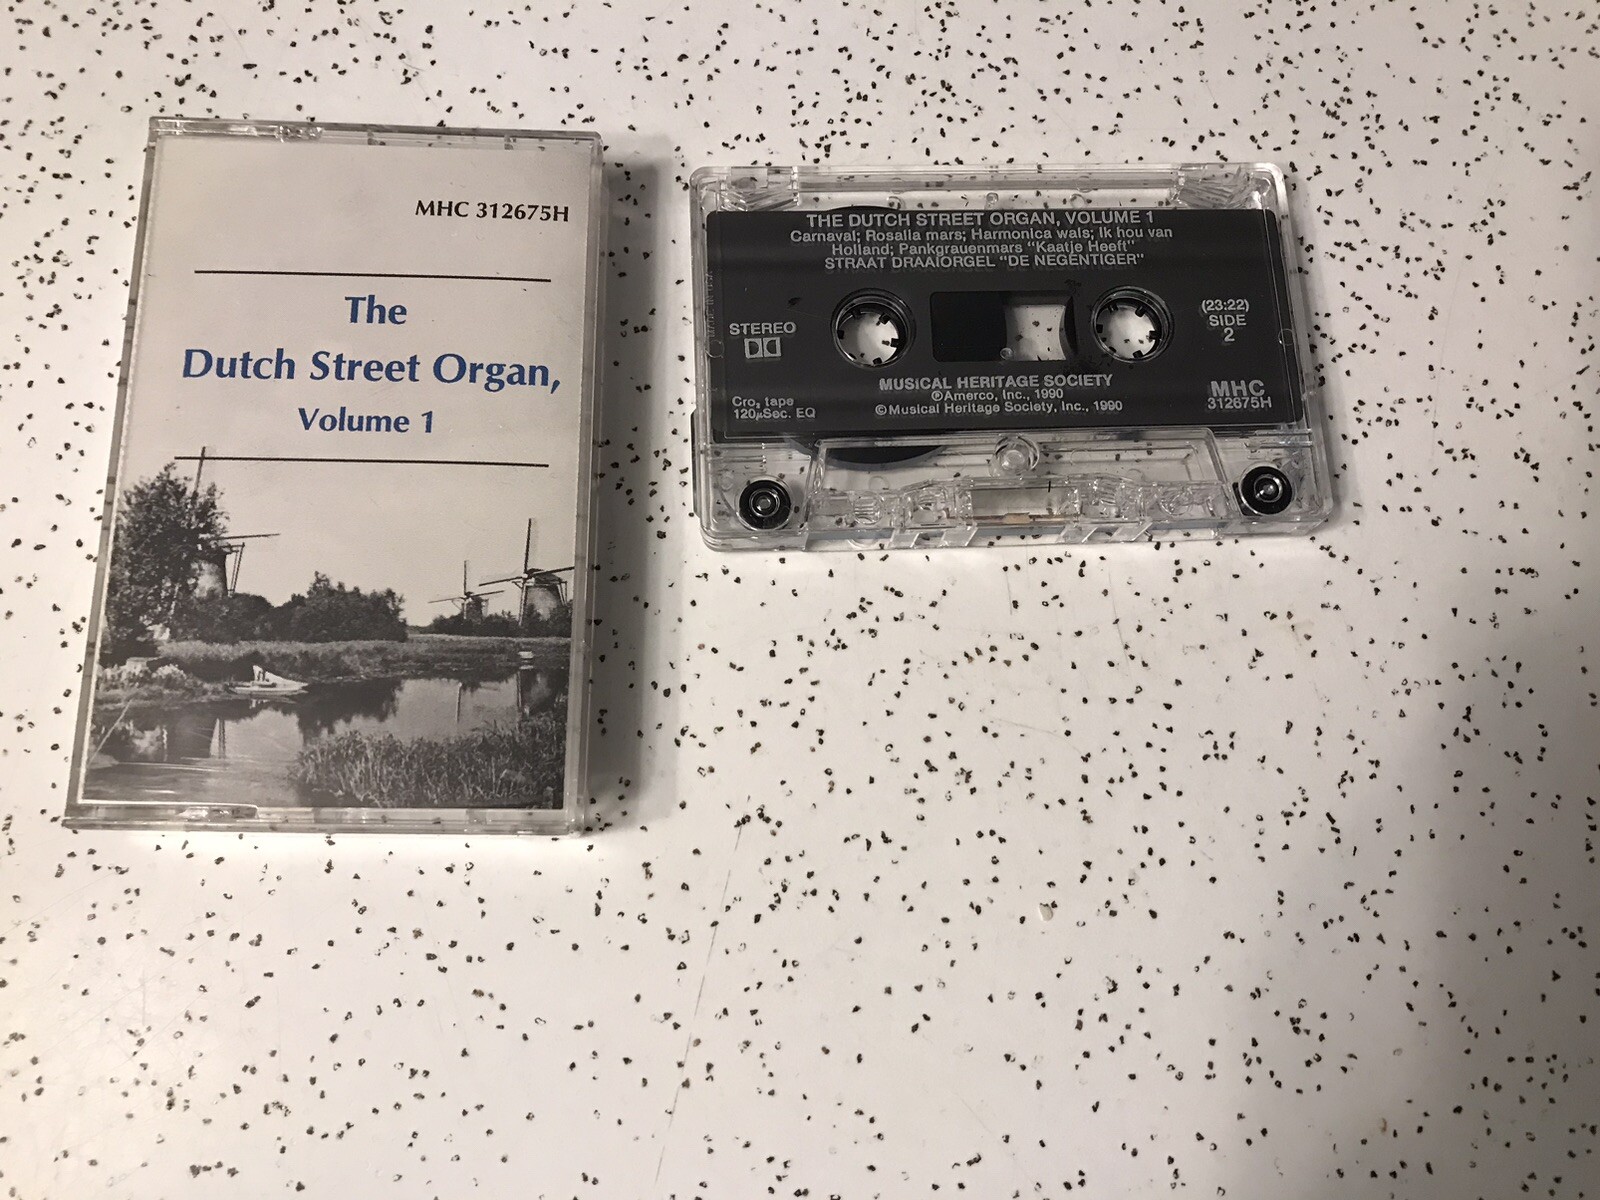 MHC 312675H
The
Dutch Street Organ,
Volume 1
THE DUTCH STREET ORGAN, VOLUME 1
Carnaval; Rosalla mars; Harmonica wals; Ik hou van
Holland; Pankgrauenmars "Kaatje Heeft"
STRAAT DRAAIORGEL "DE NEGENTIGER"
STEREO
(23:22)
SIDE
2
MUSICAL HERITAGE SOCIETY
℗Amerco, Inc., 1990
©Musical Heritage Society, Inc., 1990
Cro₂ tape
120µSec. EQ
MHC
312675H